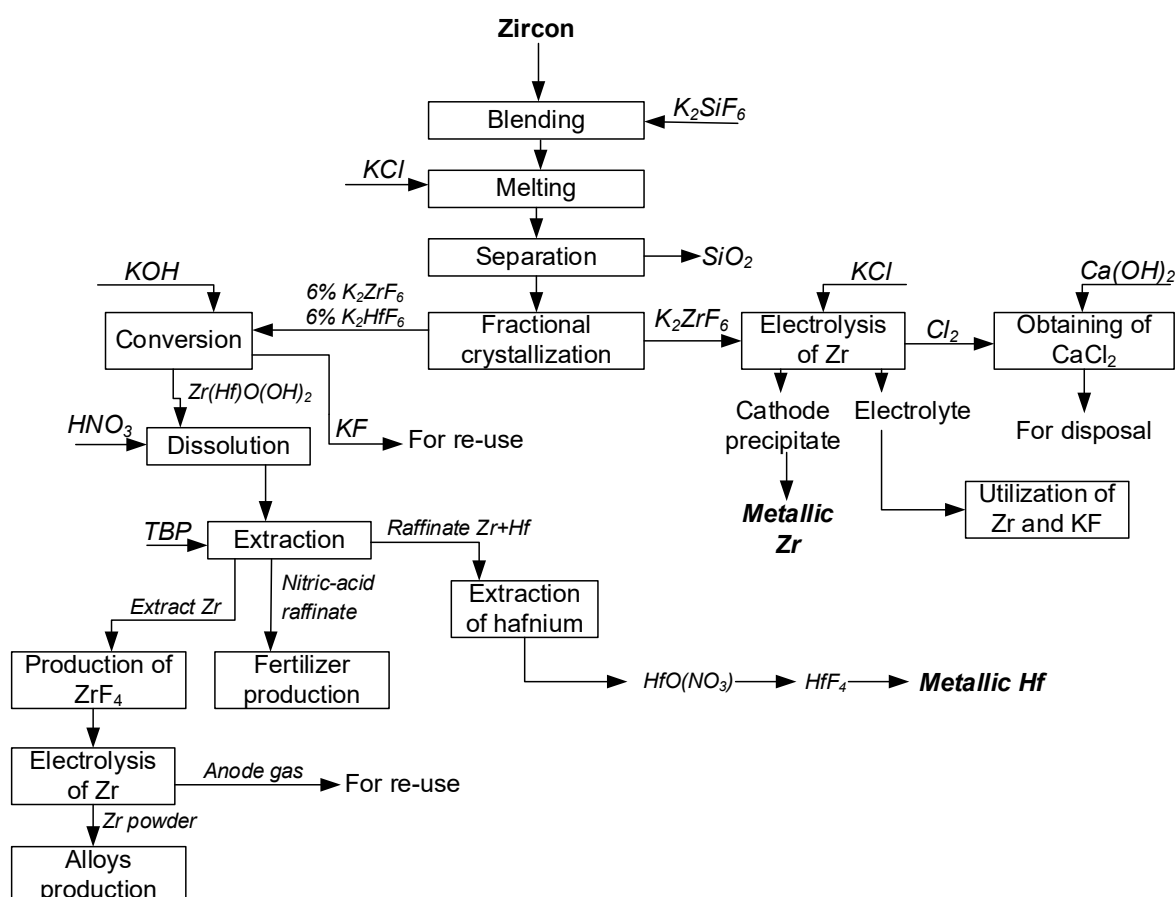 Zircon
K₂SiF₆
Blending
KCl
Melting
Separation
SiO₂
KOH
6% K₂ZrF₆
6% K₂HfF₆
KCl
Ca(OH)₂
Conversion
Fractional
crystallization
K₂ZrF₆
Electrolysis
of Zr
Cl₂
Obtaining of
CaCl₂
Zr(Hf)O(OH)₂
HNO₃
Dissolution
KF
For re-use
Cathode
precipitate
Electrolyte
For disposal
Metallic
Zr
Utilization of
Zr and KF
TBP
Extraction
Raffinate Zr+Hf
Extract Zr
Nitric-acid
raffinate
Extraction
of hafnium
Production of
ZrF₄
Fertilizer
production
HfO(NO₃)
HfF₄
Metallic Hf
Electrolysis
of Zr
Anode gas
For re-use
Zr powder
Alloys
production